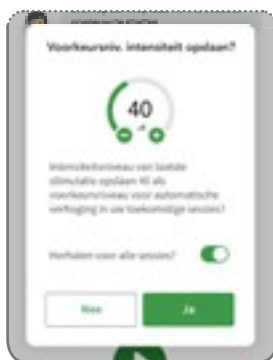 Voorkeursniv. intensiteit opslaan?
40
Intensiteitsniveau van laatste
stimulatie opslaan 40 als
voorkeursniveau voor automatische
verhoging in uw toekomstige sessies?
Herhalen voor alle sessies?
Nee
Ja